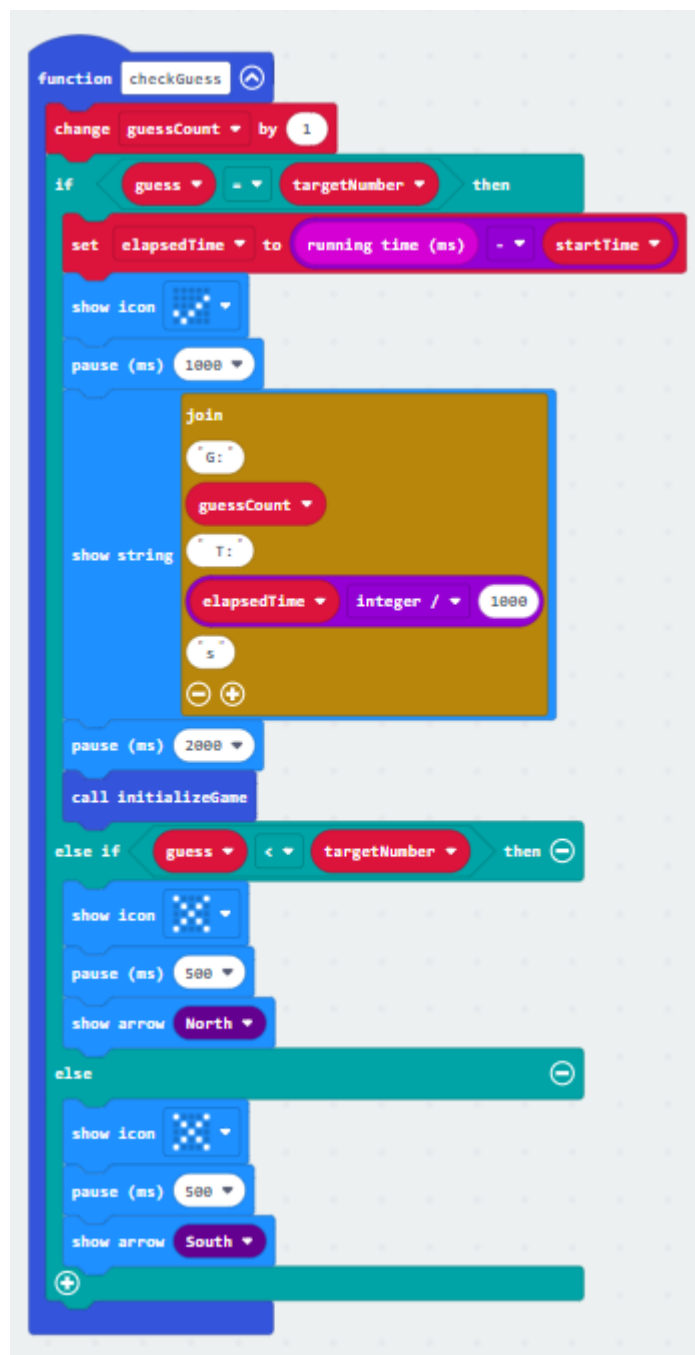 function checkGuess
change guessCount by 1
if guess = targetNumber then
set elapsedTime to running time (ms) - startTime
show icon
pause (ms) 1000
join
"G:"
guessCount
show string " T:"
elapsedTime integer / 1000
"s"
pause (ms) 2000
call initializeGame
else if guess < targetNumber then
show icon
pause (ms) 500
show arrow North
else
show icon
pause (ms) 500
show arrow South